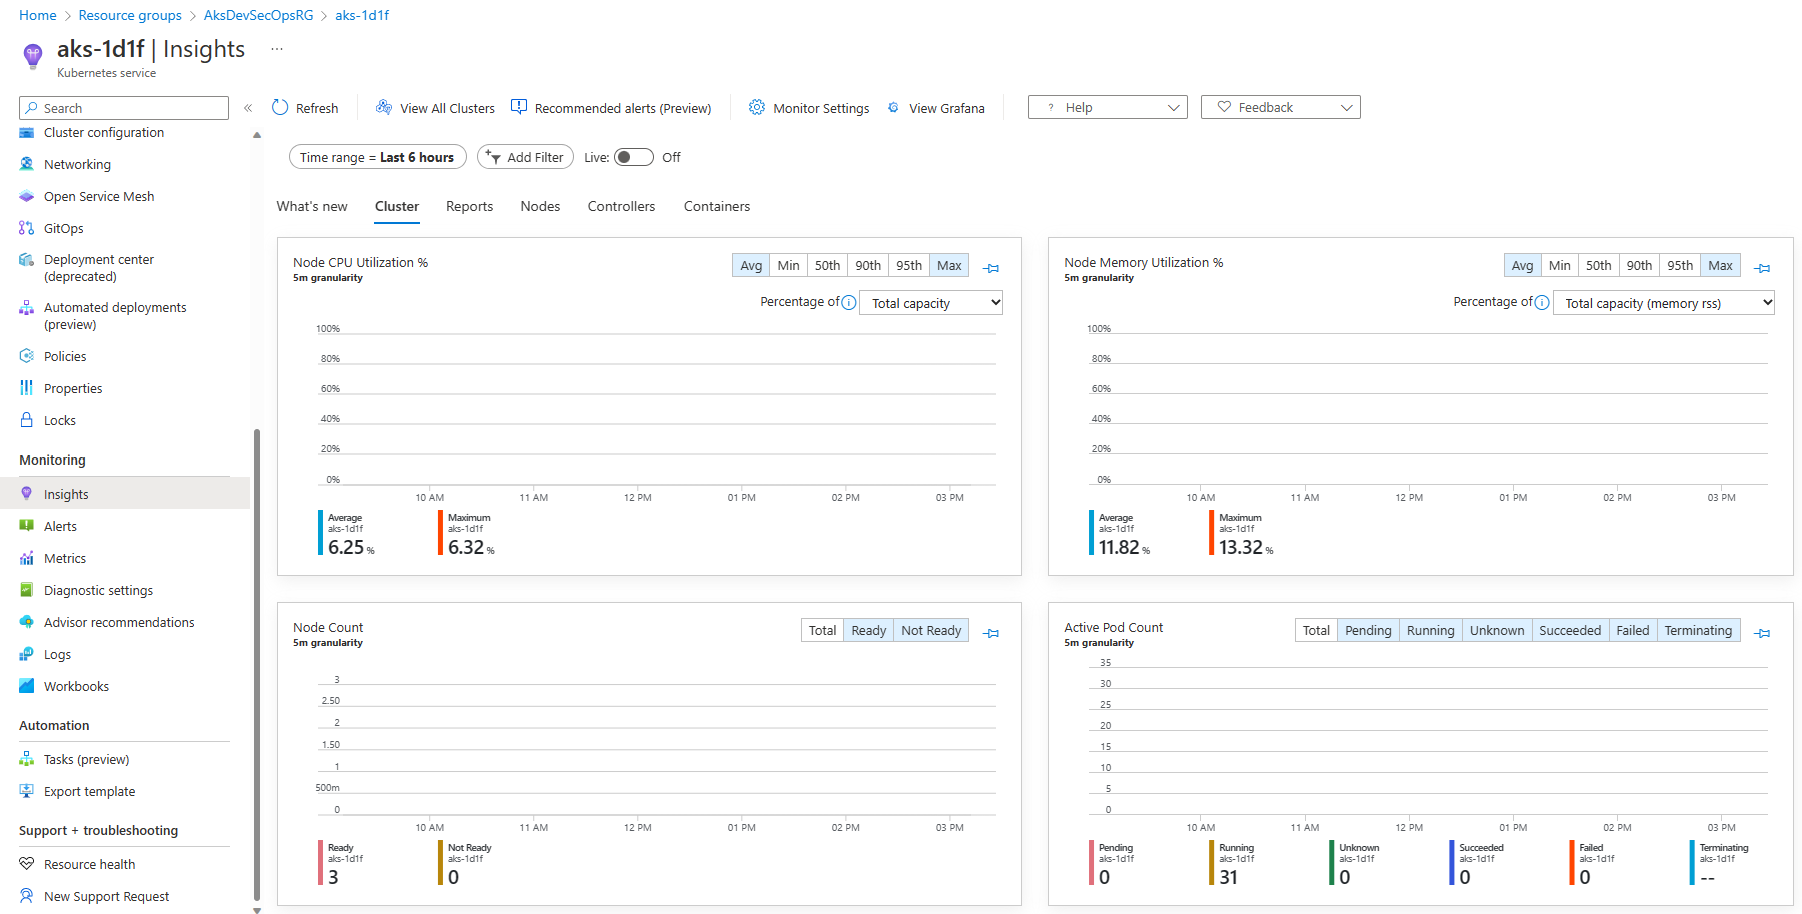 Home > Resource groups > AksDevSecOpsRG > aks-1d1f
aks-1d1f | Insights ...
Kubernetes service
Search
«
Refresh
View All Clusters
Recommended alerts (Preview)
Monitor Settings
View Grafana
? Help
Feedback
Cluster configuration
Networking
Open Service Mesh
GitOps
Deployment center
(deprecated)
Automated deployments
(preview)
Policies
Properties
Locks
Monitoring
Insights
Alerts
Metrics
Diagnostic settings
Advisor recommendations
Logs
Workbooks
Automation
Tasks (preview)
Export template
Support + troubleshooting
Resource health
New Support Request
Time range = Last 6 hours
Add Filter
Live: Off
What's new Cluster Reports Nodes Controllers Containers
Node CPU Utilization %
5m granularity
Avg Min 50th 90th 95th Max
Percentage of Total capacity
100%
80%
60%
40%
20%
0%
10 AM 11 AM 12 PM 01 PM 02 PM 03 PM
Average
aks-1d1f
6.25 %
Maximum
aks-1d1f
6.32 %
Node Memory Utilization %
5m granularity
Avg Min 50th 90th 95th Max
Percentage of Total capacity (memory rss)
100%
80%
60%
40%
20%
0%
10 AM 11 AM 12 PM 01 PM 02 PM 03 PM
Average
aks-1d1f
11.82 %
Maximum
aks-1d1f
13.32 %
Node Count
5m granularity
Total Ready Not Ready
3
2.50
2
1.50
1
500m
0
10 AM 11 AM 12 PM 01 PM 02 PM 03 PM
Ready
aks-1d1f
3
Not Ready
aks-1d1f
0
Active Pod Count
5m granularity
Total Pending Running Unknown Succeeded Failed Terminating
35
30
25
20
15
10
5
0
10 AM 11 AM 12 PM 01 PM 02 PM 03 PM
Pending
aks-1d1f
0
Running
aks-1d1f
31
Unknown
aks-1d1f
0
Succeeded
aks-1d1f
0
Failed
aks-1d1f
0
Terminating
aks-1d1f
--